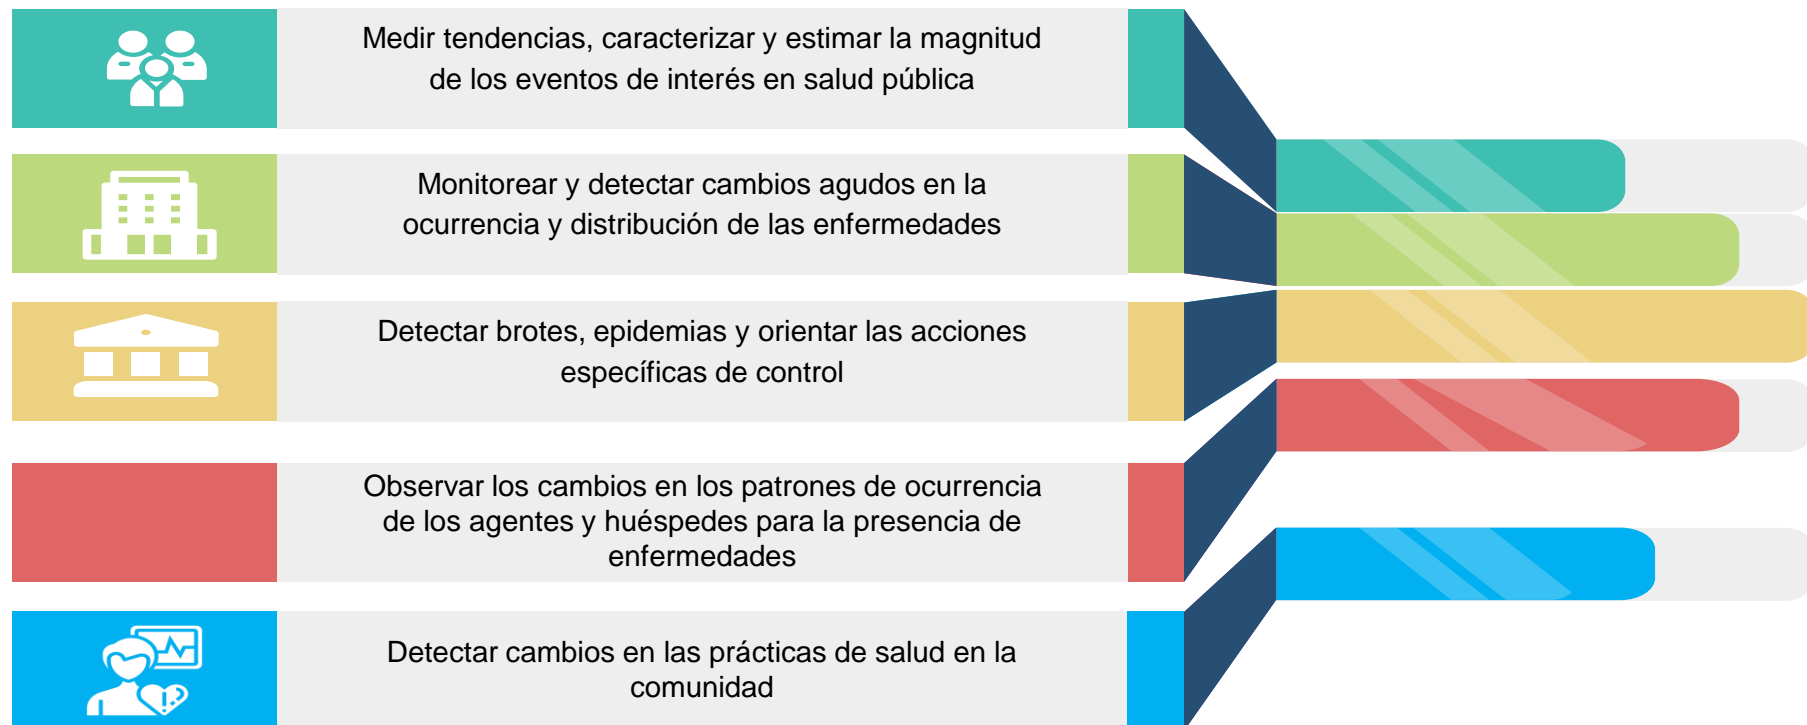 Medir tendencias, caracterizar y estimar la magnitud
de los eventos de interés en salud pública
Monitorear y detectar cambios agudos en la
ocurrencia y distribución de las enfermedades
Detectar brotes, epidemias y orientar las acciones
específicas de control
Observar los cambios en los patrones de ocurrencia
de los agentes y huéspedes para la presencia de
enfermedades
Detectar cambios en las prácticas de salud en la
comunidad